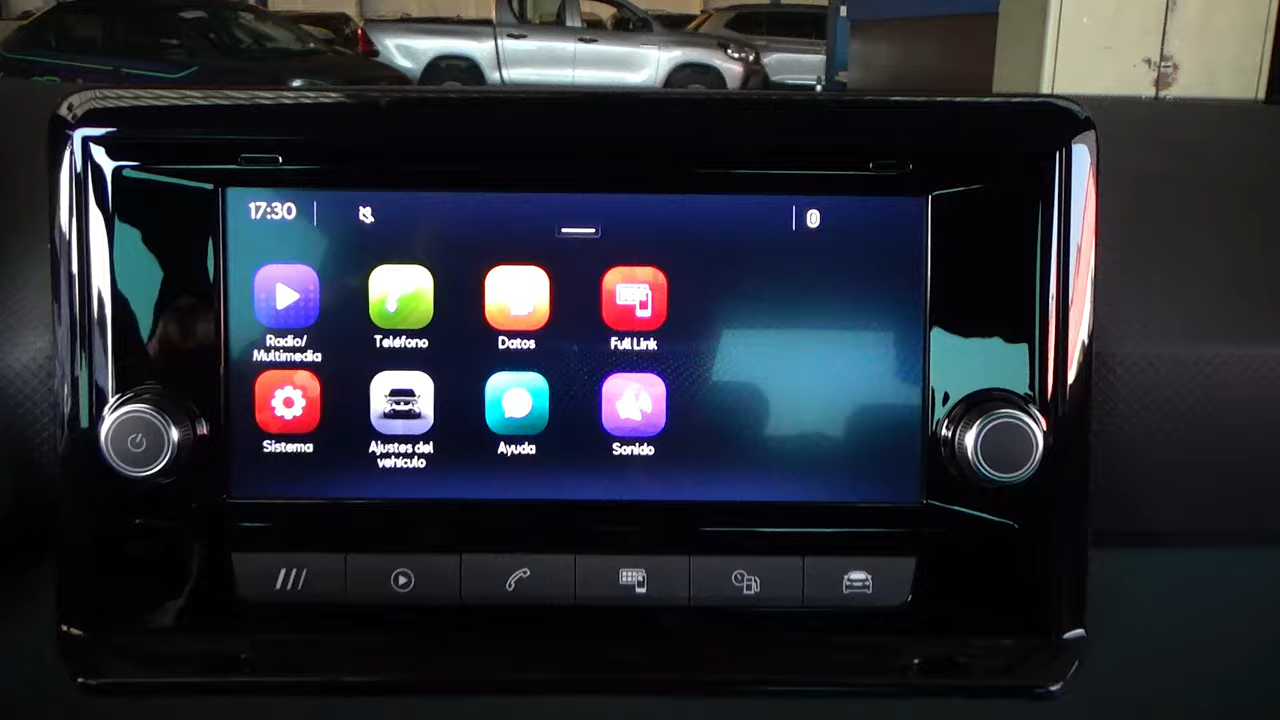 17:30
0
Radio/
Multimedia
Teléfono
Datos
Full Link
Sistema
Ajustes del
vehículo
Ayuda
Sonido